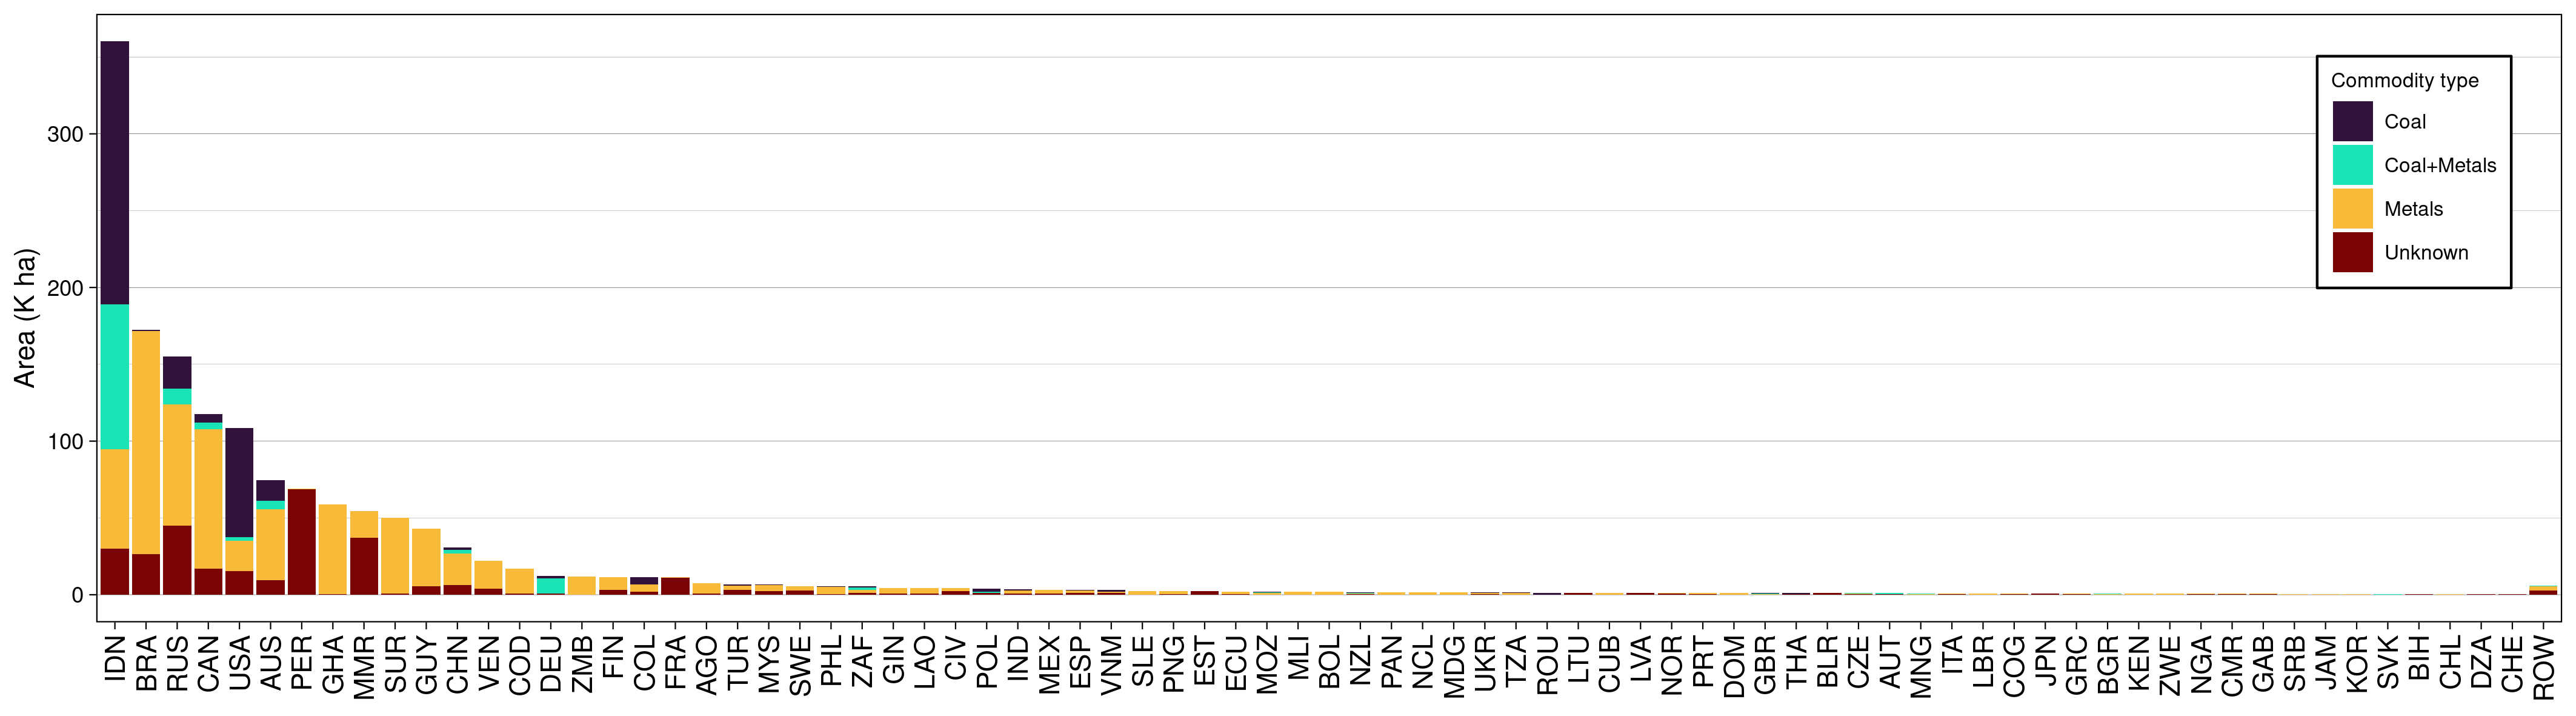 Area (K ha)
300
200
100
0
Commodity type
Coal
Coal+Metals
Metals
Unknown
IDN BRA RUS CAN USA AUS PER GHA MMR SUR GUY CHN VEN COD DEU ZMB FIN COL FRA AGO TUR MYS SWE PHL ZAF GIN LAO CIV POL IND MEX ESP VNM SLE PNG EST ECU MOZ MLI BOL NZL PAN NCL MDG UKR TZA ROU LTU CUB LVA NOR PRT DOM GBR THA BLR CZE AUT MNG ITA LBR COG JPN GRC BGR KEN ZWE NGA CMR GAB SRB JAM KOR SVK BIH CHL DZA CHE ROW